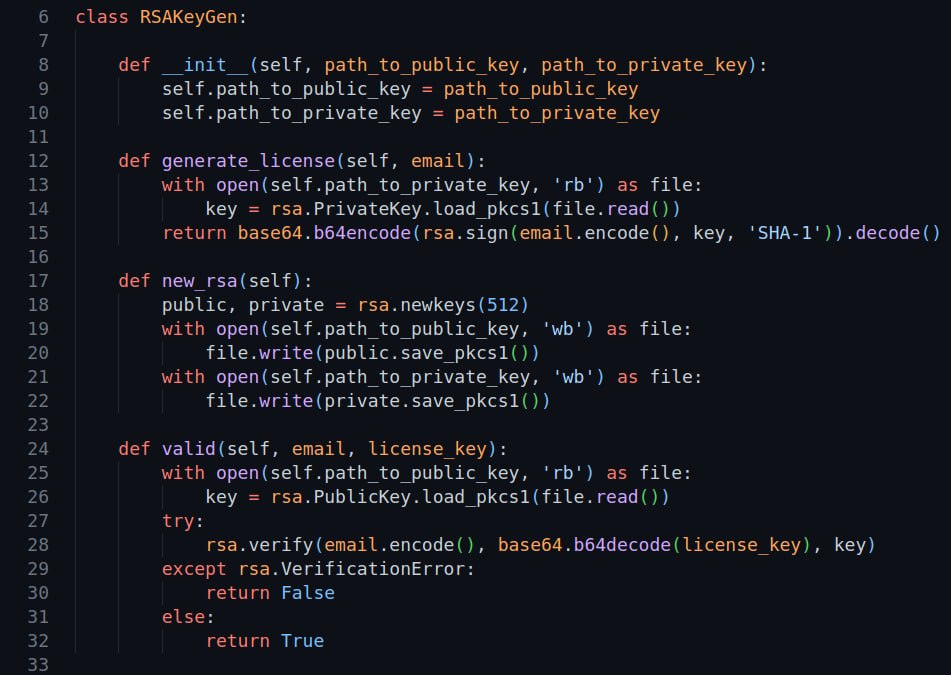 6 class RSAKeyGen:
7
8     def __init__(self, path_to_public_key, path_to_private_key):
9         self.path_to_public_key = path_to_public_key
10         self.path_to_private_key = path_to_private_key
11
12     def generate_license(self, email):
13         with open(self.path_to_private_key, 'rb') as file:
14             key = rsa.PrivateKey.load_pkcs1(file.read())
15         return base64.b64encode(rsa.sign(email.encode(), key, 'SHA-1')).decode()
16
17     def new_rsa(self):
18         public, private = rsa.newkeys(512)
19         with open(self.path_to_public_key, 'wb') as file:
20             file.write(public.save_pkcs1())
21         with open(self.path_to_private_key, 'wb') as file:
22             file.write(private.save_pkcs1())
23
24     def valid(self, email, license_key):
25         with open(self.path_to_public_key, 'rb') as file:
26             key = rsa.PublicKey.load_pkcs1(file.read())
27         try:
28             rsa.verify(email.encode(), base64.b64decode(license_key), key)
29         except rsa.VerificationError:
30             return False
31         else:
32             return True
33